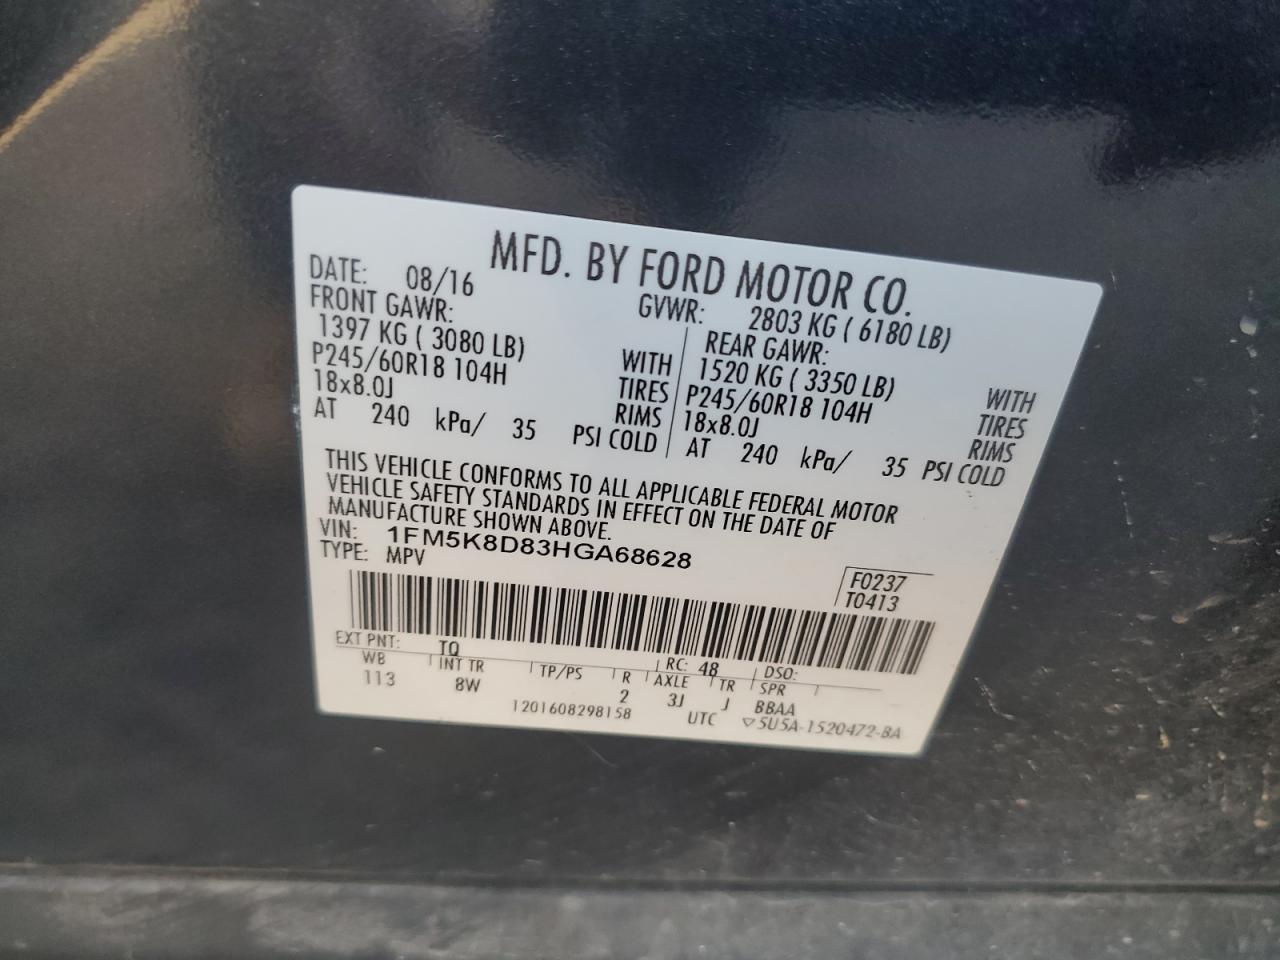 MFD. BY FORD MOTOR CO.
DATE: 08/16 GVWR: 2803 KG ( 6180 LB)
FRONT GAWR: REAR GAWR:
1397 KG ( 3080 LB) WITH 1520 KG ( 3350 LB) WITH
P245/60R18 104H TIRES P245/60R18 104H TIRES
18x8.0J RIMS 18x8.0J RIMS
AT 240 kPa/ 35 PSI COLD AT 240 kPa/ 35 PSI COLD
THIS VEHICLE CONFORMS TO ALL APPLICABLE FEDERAL MOTOR
VEHICLE SAFETY STANDARDS IN EFFECT ON THE DATE OF
MANUFACTURE SHOWN ABOVE.
VIN: 1FM5K8D83HGA68628
TYPE: MPV
F0237
T0413
EXT PNT: TQ RC: 48 DSO:
WB INT TR TP/PS R AXLE TR SPR
113 8W 2 3J J BBAA
1201608298158 UTC ▽5U5A-1520472-BA